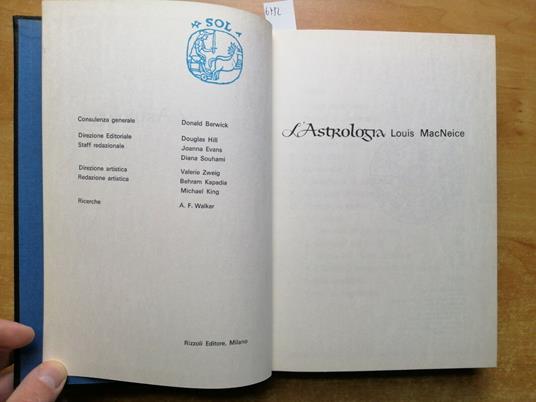 6452
SOL
Consulenza generale Donald Berwick
Direzione Editoriale Douglas Hill
Staff redazionale Joanna Evans
Diana Souhami
Direzione artistica Valerie Zweig
Redazione artistica Behram Kapadia
Michael King
Ricerche A. F. Walker
Rizzoli Editore, Milano
L'Astrologia Louis MacNeice